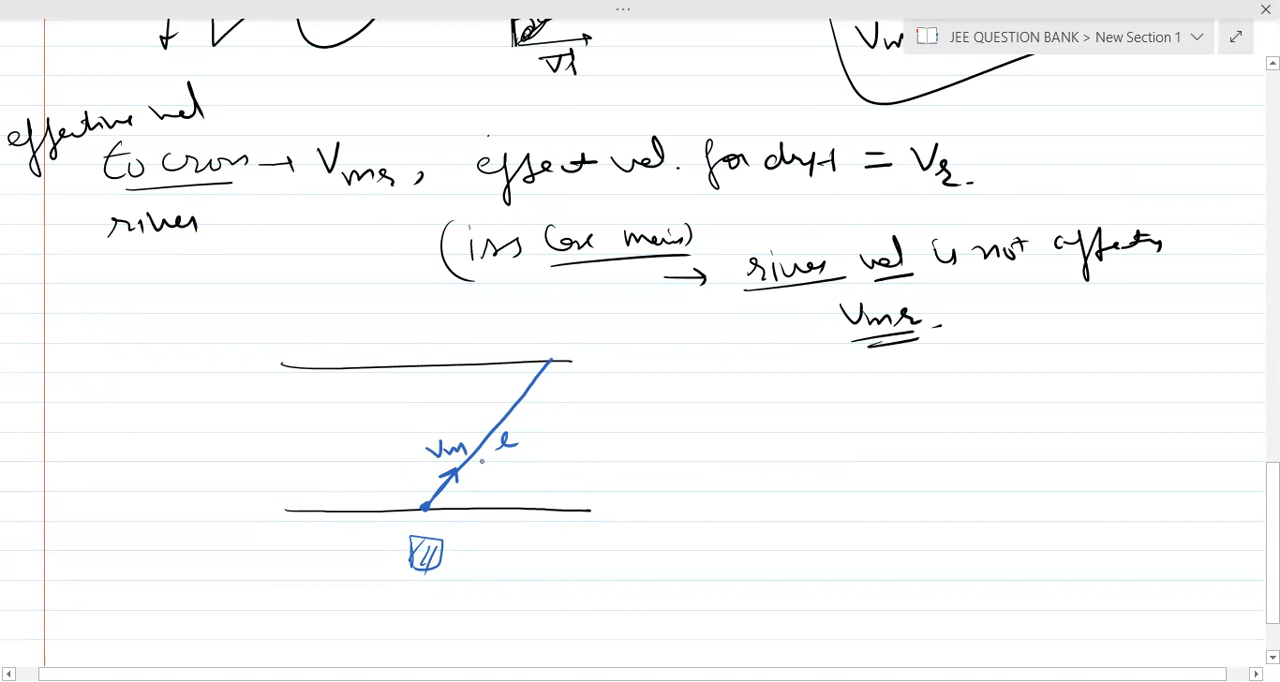 JEE QUESTION BANK > New Section 1
effective vel
to cross → Vmr, effect vel. for drift = Vr.
river
(iss case mein) → river vel is not affecting
Vmr.
Vm l